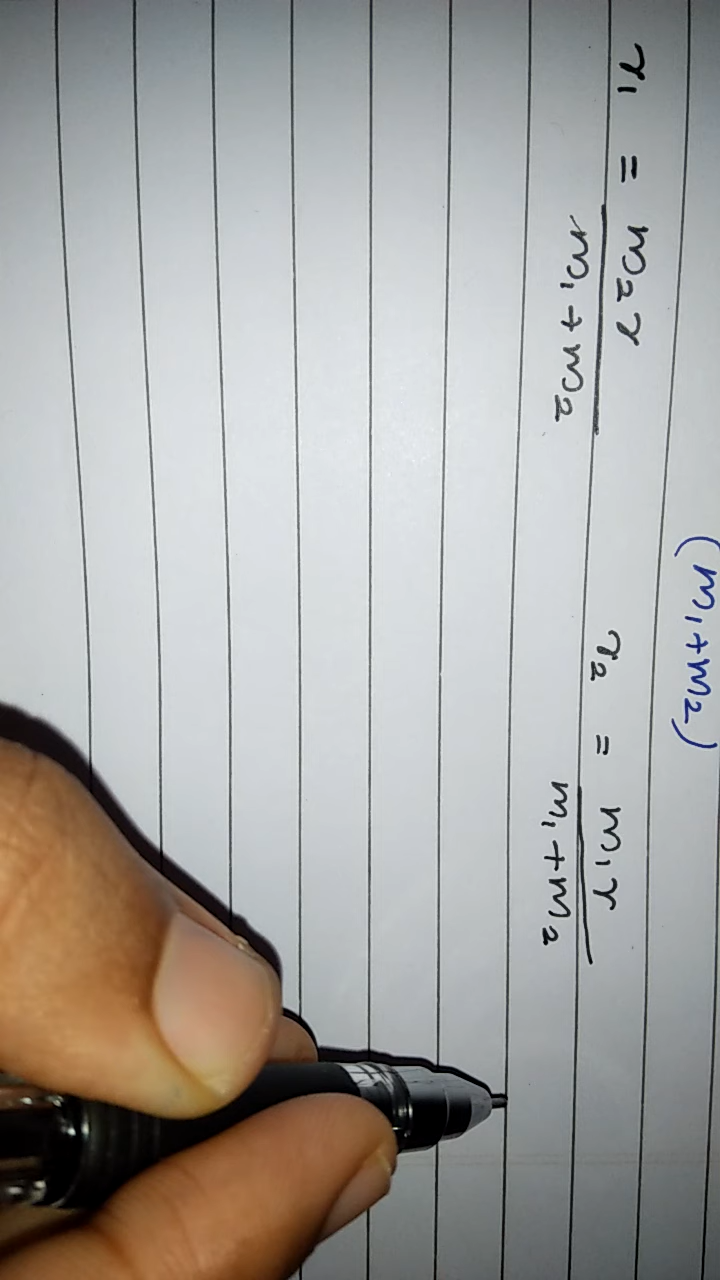 (m₁+m₂)
r₁ = m₂r / m₁+m₂
r₂ = m₁r / m₁+m₂